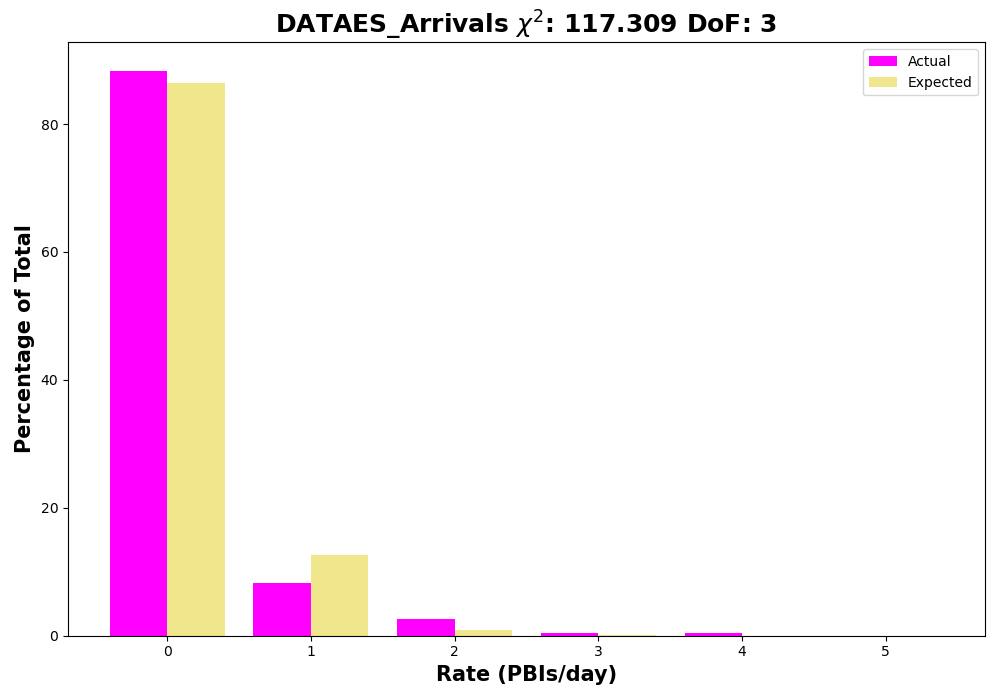 DATAES_Arrivals χ²: 117.309 DoF: 3
Actual
Expected
Percentage of Total
80
60
40
20
0
0 1 2 3 4 5
Rate (PBIs/day)